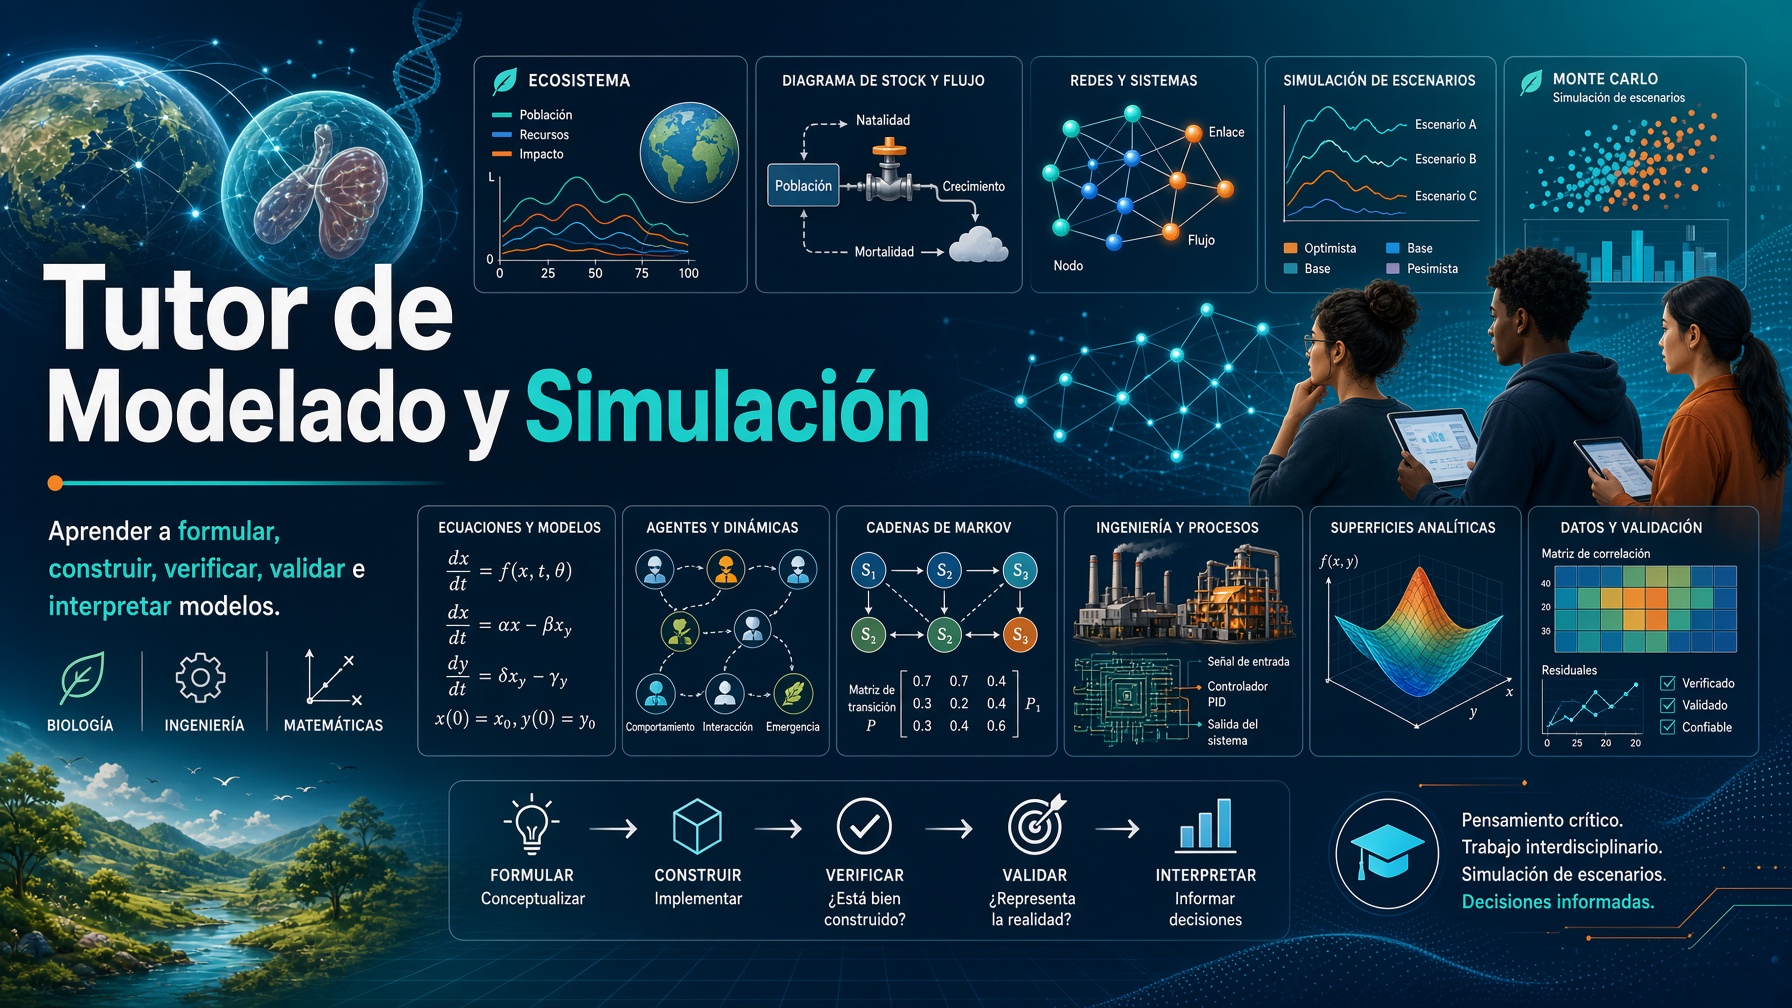 Tutor de
Modelado y Simulación
Aprender a formular,
construir, verificar, validar e
interpretar modelos.
BIOLOGÍA
INGENIERÍA
MATEMÁTICAS
ECOSISTEMA
Población
Recursos
Impacto
L
0
0 25 50 75 100
DIAGRAMA DE STOCK Y FLUJO
Natalidad
Población
Crecimiento
Mortalidad
REDES Y SISTEMAS
Enlace
Flujo
Nodo
SIMULACIÓN DE ESCENARIOS
Escenario A
Escenario B
Escenario C
Optimista
Base
Base
Pesimista
MONTE CARLO
Simulación de escenarios
ECUACIONES Y MODELOS
dx/dt = f(x, t, θ)
dx/dt = αx − βx_y
dy/dt = δx_y − γ_y
x(0) = x₀, y(0) = y₀
AGENTES Y DINÁMICAS
Comportamiento
Interacción
Emergencia
CADENAS DE MARKOV
S₁ S₂ S₃
S₂ S₂ S₃
Matriz de
transición
P
0.7 0.7 0.4
0.3 0.2 0.4
0.3 0.4 0.6
P₁
INGENIERÍA Y PROCESOS
Señal de entrada
Controlador
PID
Salida del
sistema
SUPERFICIES ANALÍTICAS
f(x, y)
x
y
DATOS Y VALIDACIÓN
Matriz de correlación
40
20
30
Residuales
0 25 20 20
Verificado
Validado
Confiable
FORMULAR
Conceptualizar
CONSTRUIR
Implementar
VERIFICAR
¿Está bien
construido?
VALIDAR
¿Representa
la realidad?
INTERPRETAR
Informar
decisiones
Pensamiento crítico.
Trabajo interdisciplinario.
Simulación de escenarios.
Decisiones informadas.